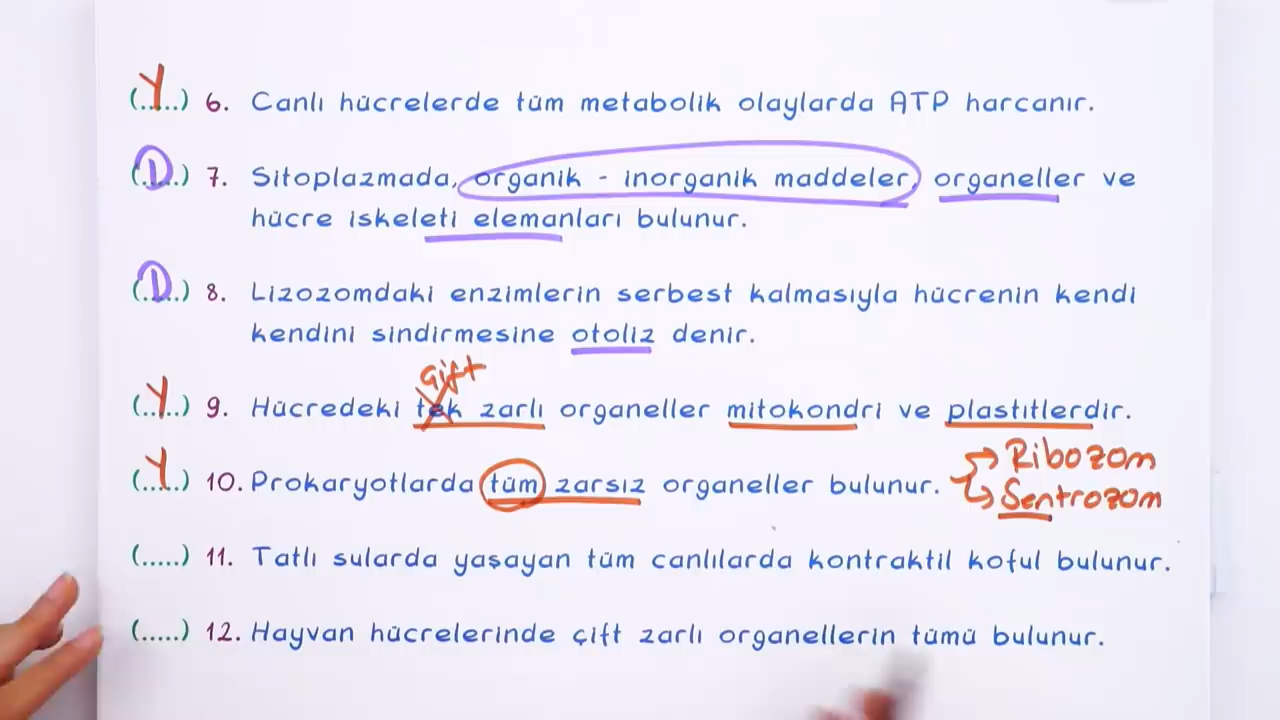 (..Y..) 6. Canlı hücrelerde tüm metabolik olaylarda ATP harcanır.
(..D..) 7. Sitoplazmada, organik - inorganik maddeler, organeller ve
hücre iskeleti elemanları bulunur.
(..D..) 8. Lizozomdaki enzimlerin serbest kalmasıyla hücrenin kendi
kendini sindirmesine otoliz denir.
Çift
(..Y..) 9. Hücredeki tek zarlı organeller mitokondri ve plastitlerdir.
(..Y..) 10. Prokaryotlarda tüm zarsız organeller bulunur. → Ribozom
→ Sentrozom
(.....) 11. Tatlı sularda yaşayan tüm canlılarda kontraktil koful bulunur.
(.....) 12. Hayvan hücrelerinde çift zarlı organellerin tümü bulunur.